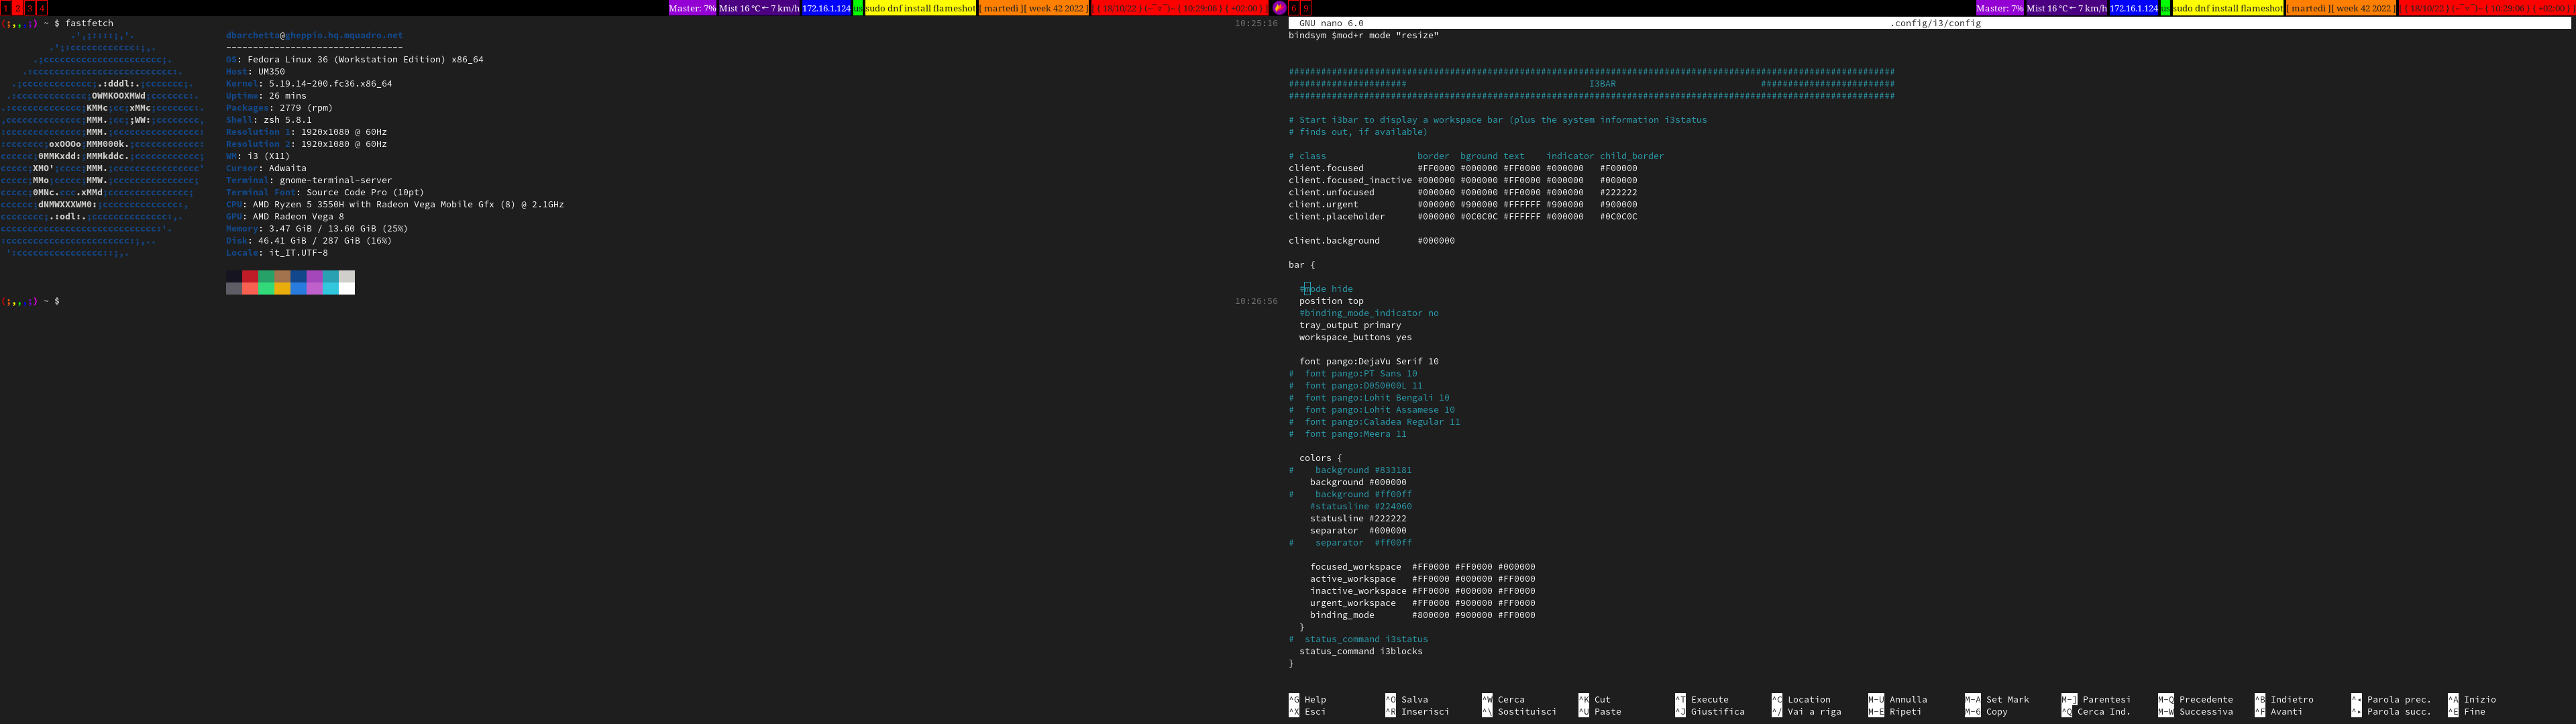 1 2 3 4 Master: 7% Mist 16 °C ← 7 km/h 172.16.1.124 us sudo dnf install flameshot [ martedì ][ week 42 2022 ] [ ( 18/10/22 ) (~‾=‾)~ ( 10:29:06 ) ( +02:00 ) ]
(;,, ;) ~ $ fastfetch 10:25:16
dbarchetta@gheppio.hq.mquadro.net
---------------------------------
OS: Fedora Linux 36 (Workstation Edition) x86_64
Host: UM350
Kernel: 5.19.14-200.fc36.x86_64
Uptime: 26 mins
Packages: 2779 (rpm)
Shell: zsh 5.8.1
Resolution 1: 1920x1080 @ 60Hz
Resolution 2: 1920x1080 @ 60Hz
WM: i3 (X11)
Cursor: Adwaita
Terminal: gnome-terminal-server
Terminal Font: Source Code Pro (10pt)
CPU: AMD Ryzen 5 3550H with Radeon Vega Mobile Gfx (8) @ 2.1GHz
GPU: AMD Radeon Vega 8
Memory: 3.47 GiB / 13.60 GiB (25%)
Disk: 46.41 GiB / 287 GiB (16%)
Locale: it_IT.UTF-8
(;,, ;) ~ $ 10:26:56
6 9 Master: 7% Mist 16 °C ← 7 km/h 172.16.1.124 us sudo dnf install flameshot [ martedì ][ week 42 2022 ] [ ( 18/10/22 ) (~‾=‾)~ ( 10:29:06 ) ( +02:00 ) ]
GNU nano 6.0 .config/i3/config
bindsym $mod+r mode "resize"
#################################################################################################################
###################### I3BAR #########################
#################################################################################################################
# Start i3bar to display a workspace bar (plus the system information i3status
# finds out, if available)
# class border bground text indicator child_border
client.focused #FF0000 #000000 #FF0000 #000000 #F00000
client.focused_inactive #000000 #000000 #FF0000 #000000 #000000
client.unfocused #000000 #000000 #FF0000 #000000 #222222
client.urgent #000000 #900000 #FFFFFF #900000 #900000
client.placeholder #000000 #0C0C0C #FFFFFF #000000 #0C0C0C
client.background #000000
bar {
#mode hide
position top
#binding_mode_indicator no
tray_output primary
workspace_buttons yes
font pango:DejaVu Serif 10
# font pango:PT Sans 10
# font pango:D050000L 11
# font pango:Lohit Bengali 10
# font pango:Lohit Assamese 10
# font pango:Caladea Regular 11
# font pango:Meera 11
colors {
# background #833181
background #000000
# background #ff00ff
#statusline #224060
statusline #222222
separator #000000
# separator #ff00ff
focused_workspace #FF0000 #FF0000 #000000
active_workspace #FF0000 #000000 #FF0000
inactive_workspace #FF0000 #000000 #FF0000
urgent_workspace #FF0000 #900000 #FF0000
binding_mode #800000 #900000 #FF0000
}
# status_command i3status
status_command i3blocks
}
^G Help ^O Salva ^W Cerca ^K Cut ^T Execute ^C Location M-U Annulla M-A Set Mark M-] Parentesi M-Q Precedente ^B Indietro ^◂ Parola prec. ^A Inizio
^X Esci ^R Inserisci ^\ Sostituisci ^U Paste ^J Giustifica ^/ Vai a riga M-E Ripeti M-6 Copy ^Q Cerca Ind. M-W Successiva ^F Avanti ^▸ Parola succ. ^E Fine